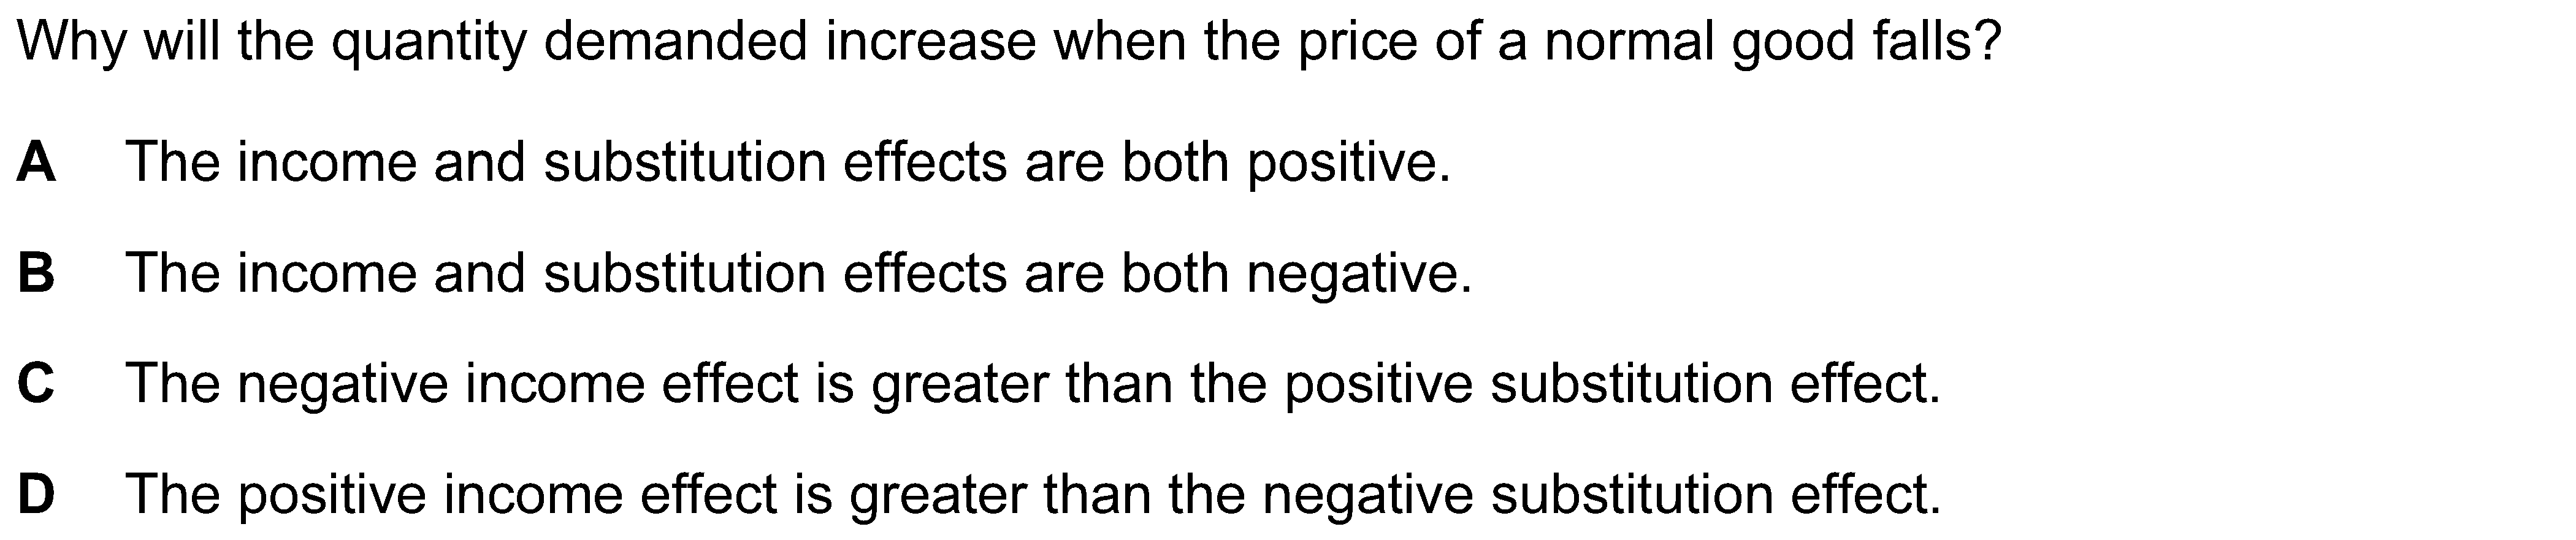 Why will the quantity demanded increase when the price of a normal good falls?
A The income and substitution effects are both positive.
B The income and substitution effects are both negative.
C The negative income effect is greater than the positive substitution effect.
D The positive income effect is greater than the negative substitution effect.